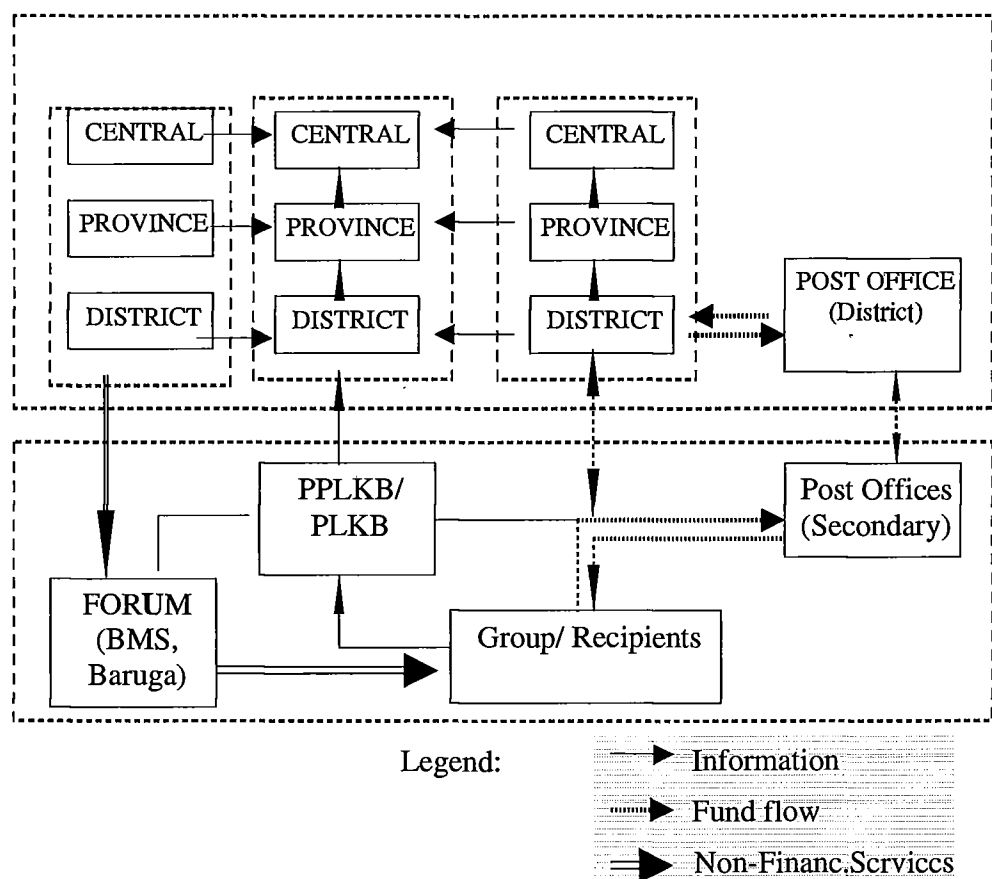 CENTRAL
CENTRAL
CENTRAL
PROVINCE
PROVINCE
PROVINCE
DISTRICT
DISTRICT
DISTRICT
POST OFFICE
(District)
PPLKB/
PLKB
Post Offices
(Secondary)
FORUM
(BMS,
Baruga)
Group/ Recipients
Legend:
Information
Fund flow
Non-Financ.Services